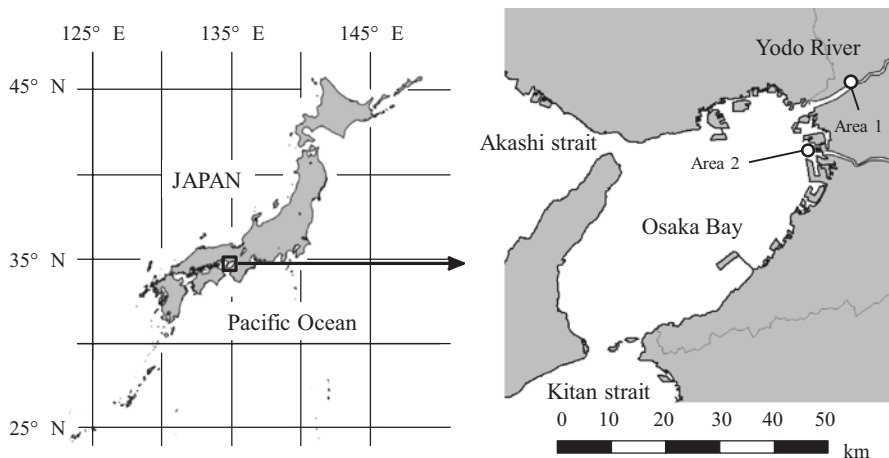 125° E
135° E
145° E
45° N
JAPAN
35° N
Pacific Ocean
25° N
Yodo River
Area 1
Akashi strait
Area 2
Osaka Bay
Kitan strait
0 10 20 30 40 50
km